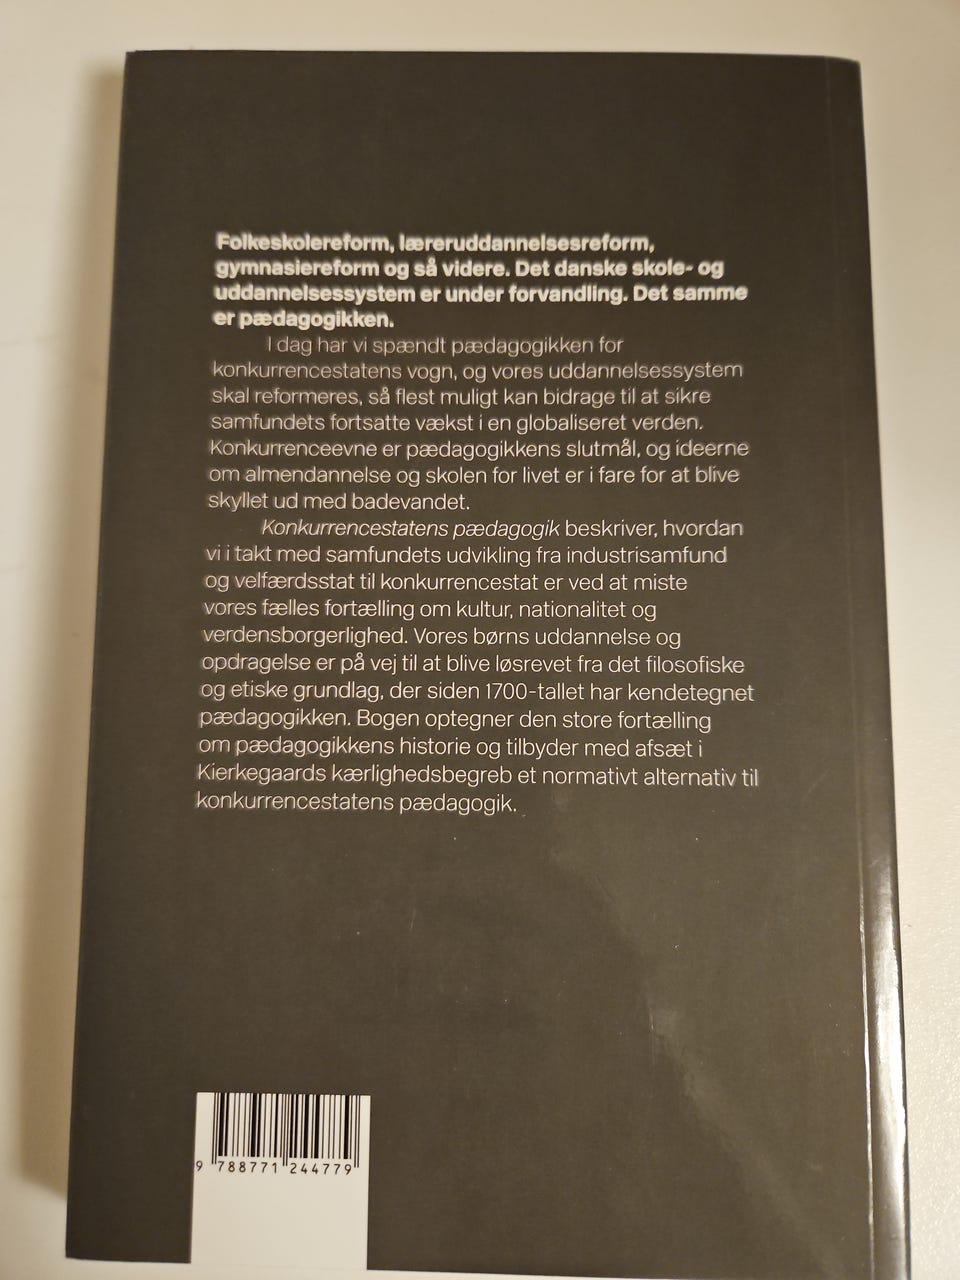 Folkeskolereform, læreruddannelsesreform,
gymnasiereform og så videre. Det danske skole- og
uddannelsessystem er under forvandling. Det samme
er pædagogikken.
I dag har vi spændt pædagogikken for
konkurrencestatens vogn, og vores uddannelsessystem
skal reformeres, så flest muligt kan bidrage til at sikre
samfundets fortsatte vækst i en globaliseret verden.
Konkurrenceevne er pædagogikkens slutmål, og ideerne
om almendannelse og skolen for livet er i fare for at blive
skyllet ud med badevandet.
Konkurrencestatens pædagogik beskriver, hvordan
vi i takt med samfundets udvikling fra industrisamfund
og velfærdsstat til konkurrencestat er ved at miste
vores fælles fortælling om kultur, nationalitet og
verdensborgerlighed. Vores børns uddannelse og
opdragelse er på vej til at blive løsrevet fra det filosofiske
og etiske grundlag, der siden 1700-tallet har kendetegnet
pædagogikken. Bogen optegner den store fortælling
om pædagogikkens historie og tilbyder med afsæt i
Kierkegaards kærlighedsbegreb et normativt alternativ til
konkurrencestatens pædagogik.
9 788771 244779